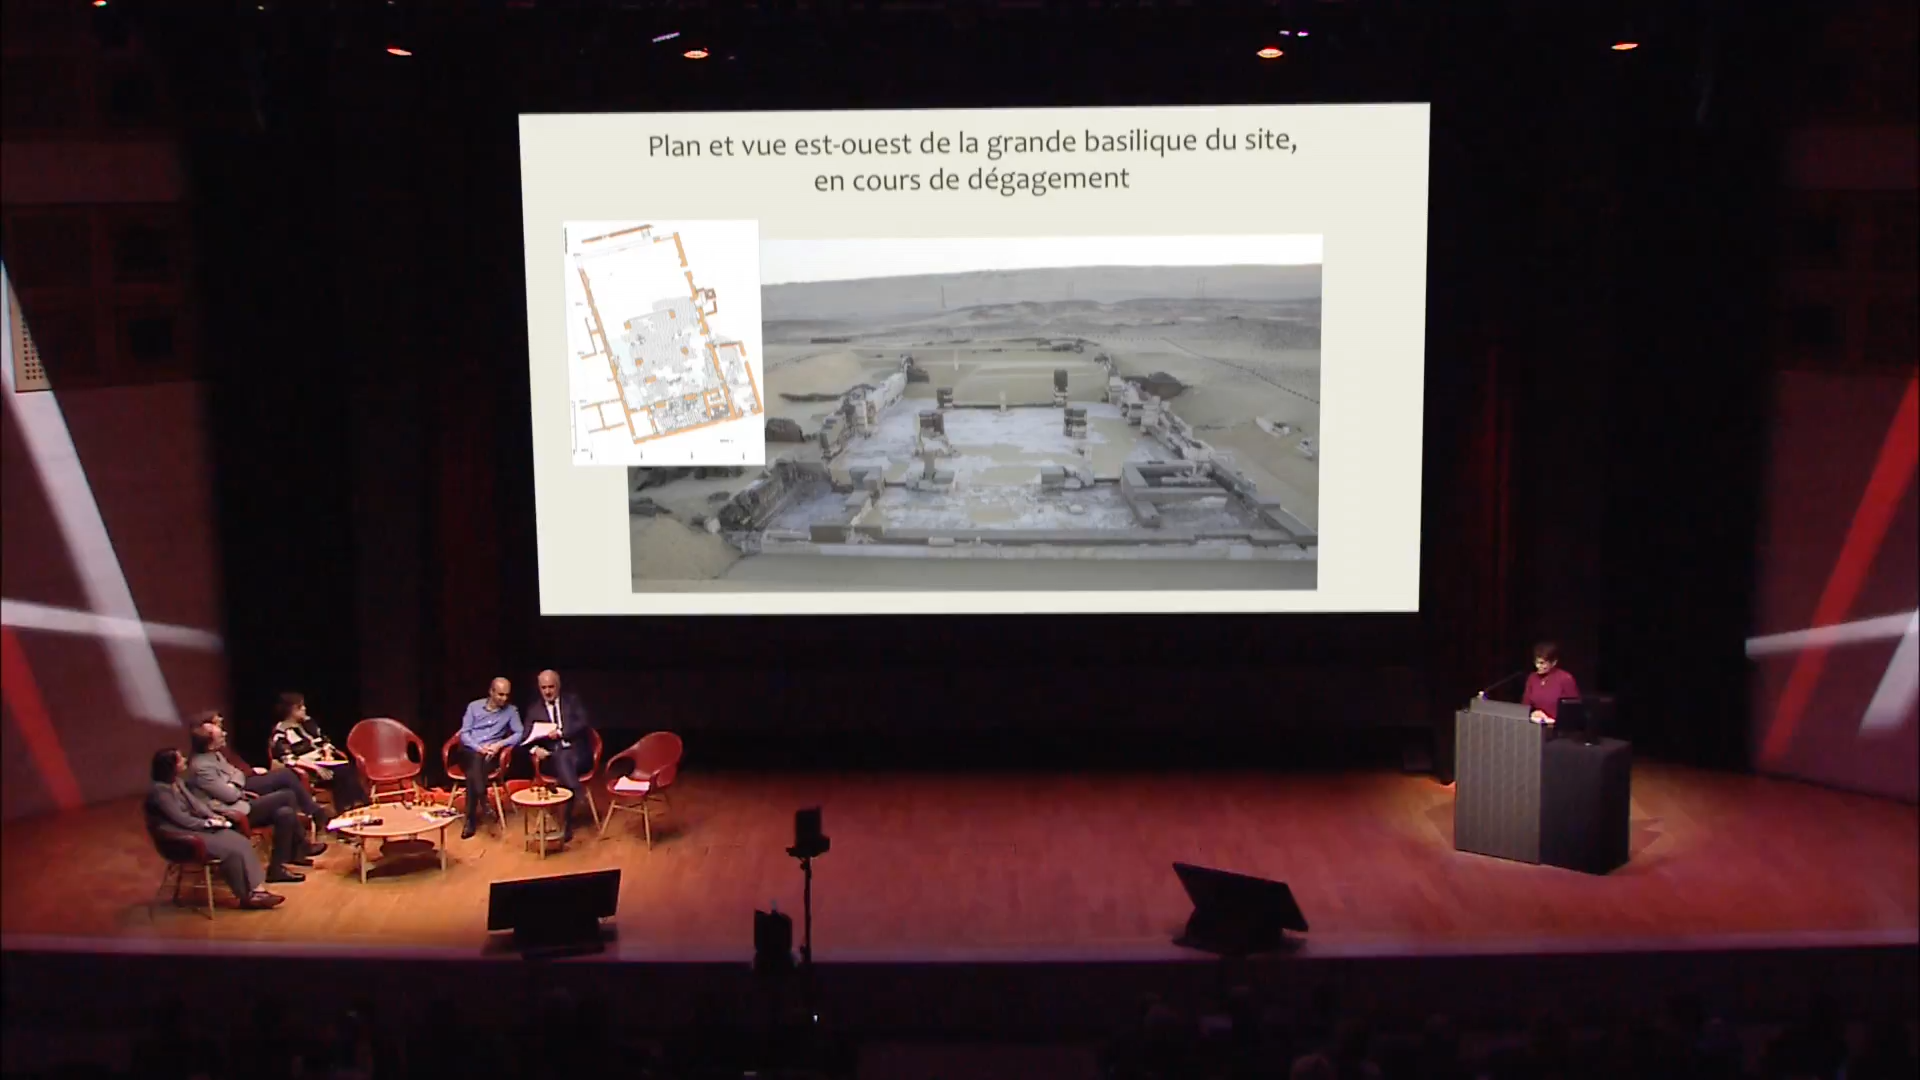 Plan et vue est-ouest de la grande basilique du site,
en cours de dégagement